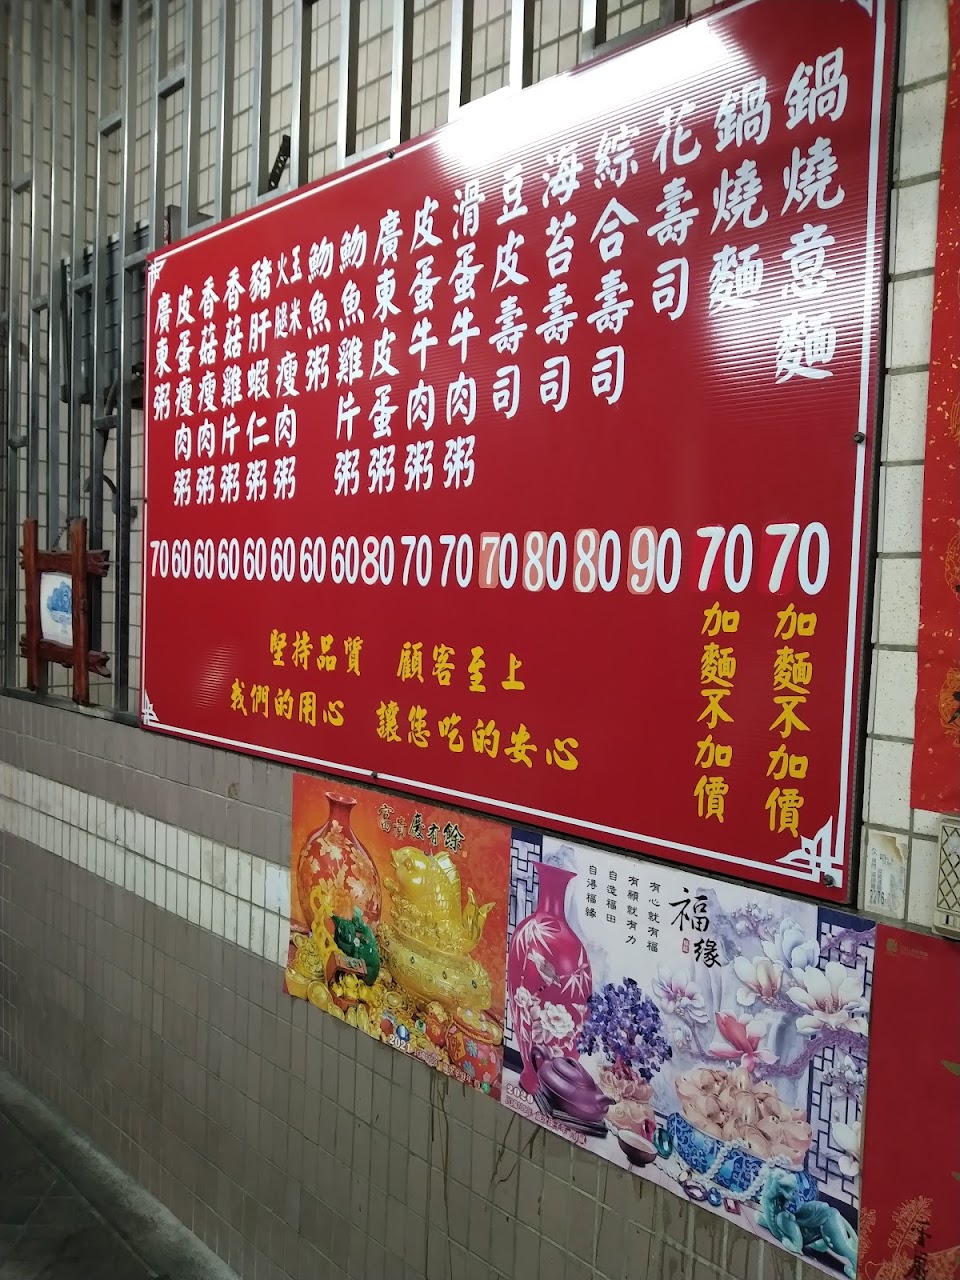 鍋燒意麵 70 加麵不加價
鍋燒麵 70 加麵不加價
花壽司 90
綜合壽司 80
海苔壽司 80
豆皮壽司 70
滑蛋牛肉粥 70
皮蛋牛肉粥 70
廣東皮蛋粥 80
魩魚雞片粥 60
魩魚粥 60
玉米火腿瘦肉粥 60
豬肝蝦仁粥 60
香菇雞片粥 60
香菇瘦肉粥 60
皮蛋瘦肉粥 60
廣東粥 70
堅持品質 顧客至上
我們的用心 讓您吃的安心
富貴慶有餘
2021
福缘
有心就有福
有願就有力
自造福田
自得福緣
2020